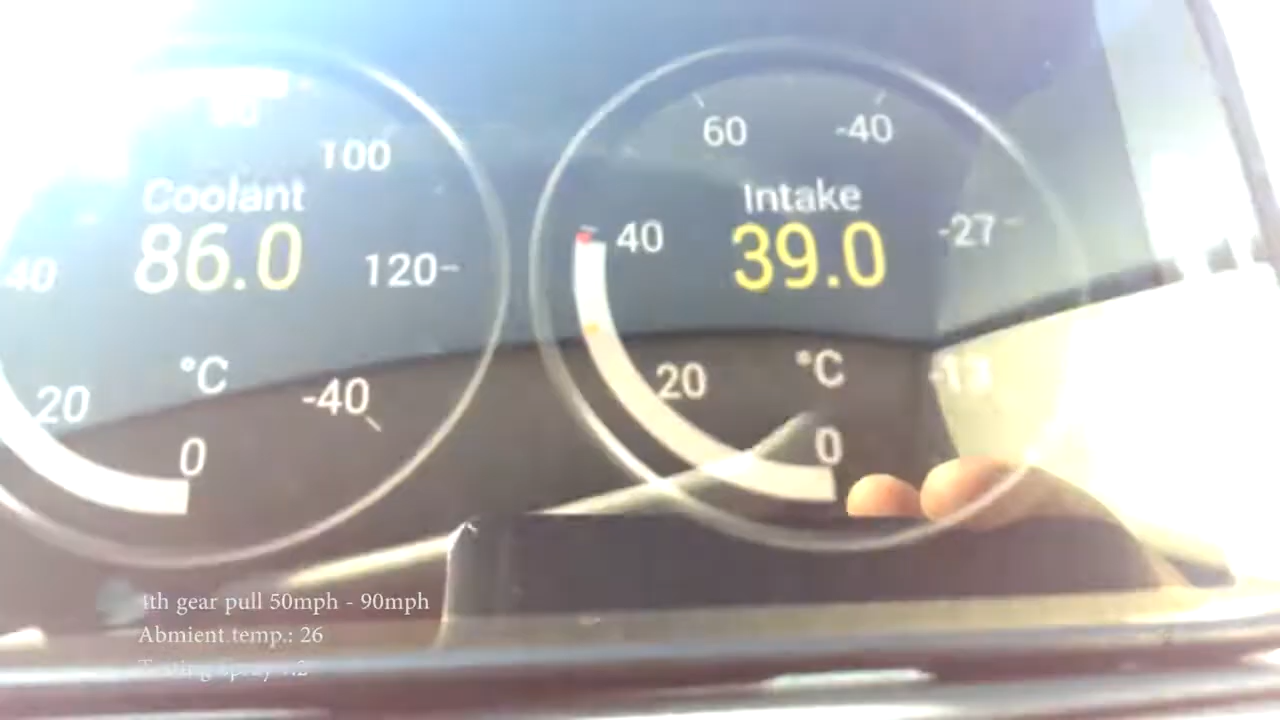 100
Coolant
86.0
40
120
°C
20
-40
0
60
-40
Intake
40
39.0
-27
20
°C
0
gear pull 50mph - 90mph
Abmient temp.: 26